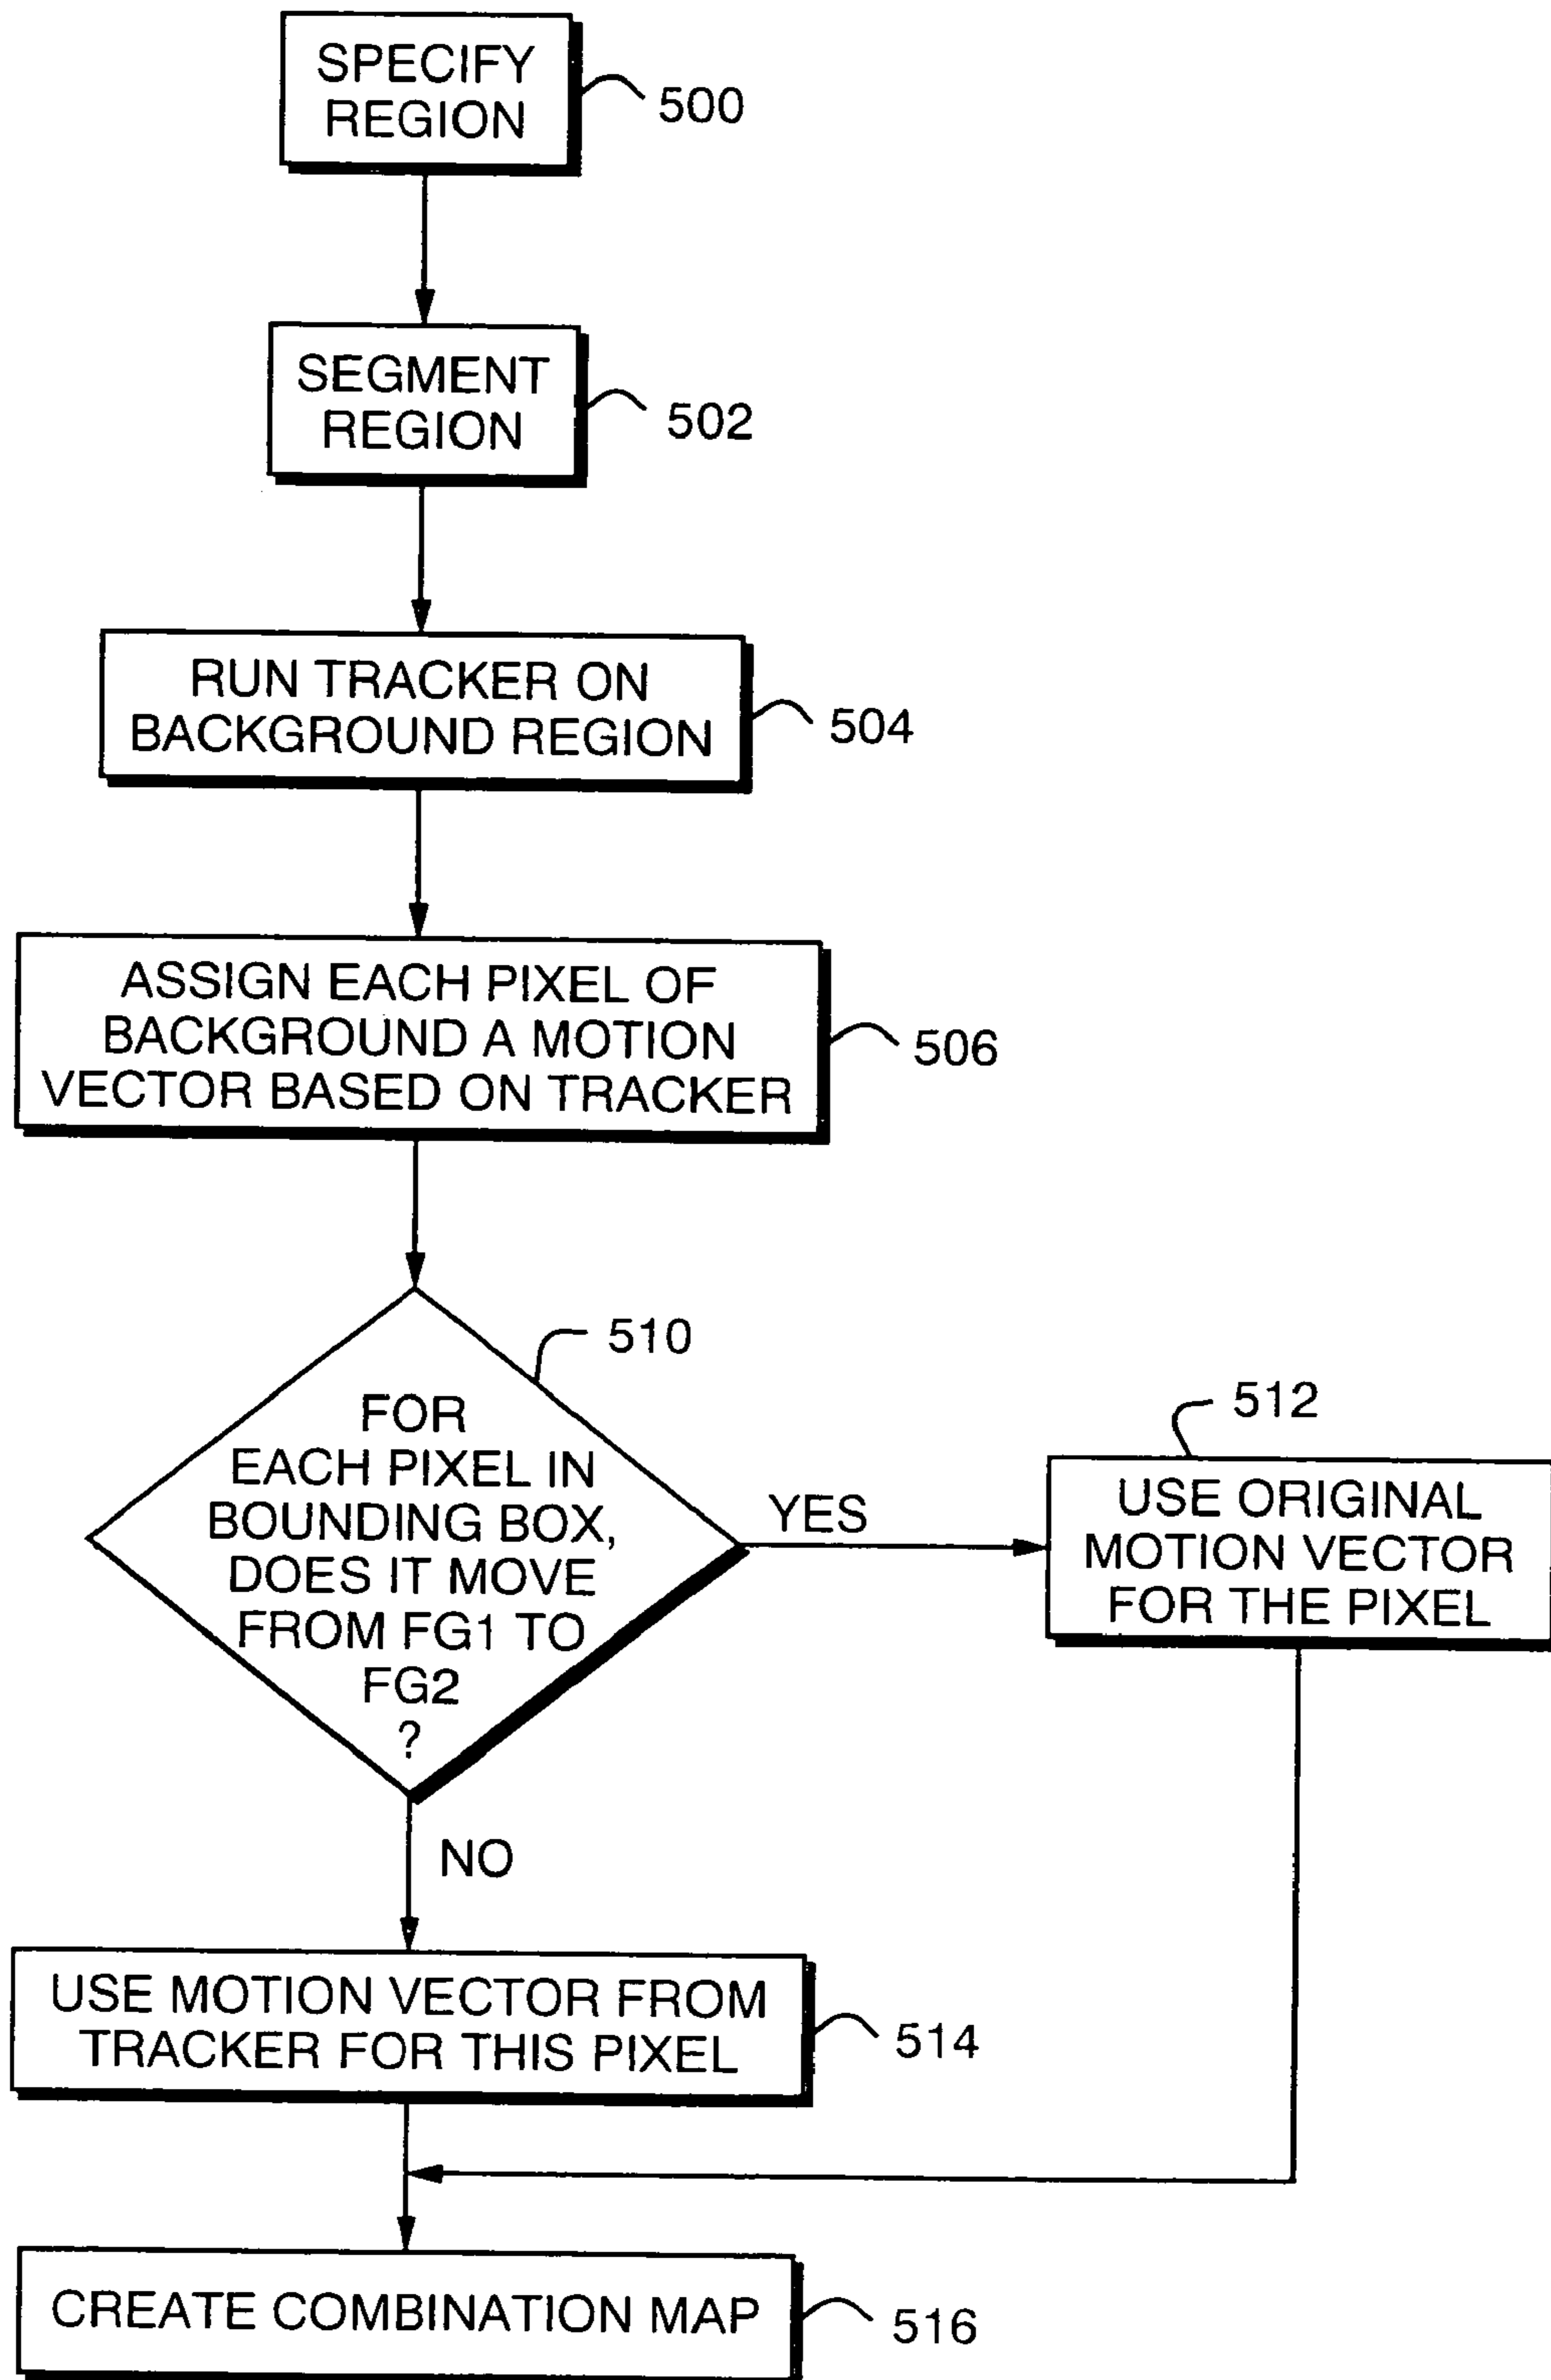 SPECIFY
REGION
500
SEGMENT
REGION
502
RUN TRACKER ON
BACKGROUND REGION
504
ASSIGN EACH PIXEL OF
BACKGROUND A MOTION
VECTOR BASED ON TRACKER
506
510
FOR
EACH PIXEL IN
BOUNDING BOX,
DOES IT MOVE
FROM FG1 TO
FG2
?
YES
512
USE ORIGINAL
MOTION VECTOR
FOR THE PIXEL
NO
USE MOTION VECTOR FROM
TRACKER FOR THIS PIXEL
514
CREATE COMBINATION MAP
516